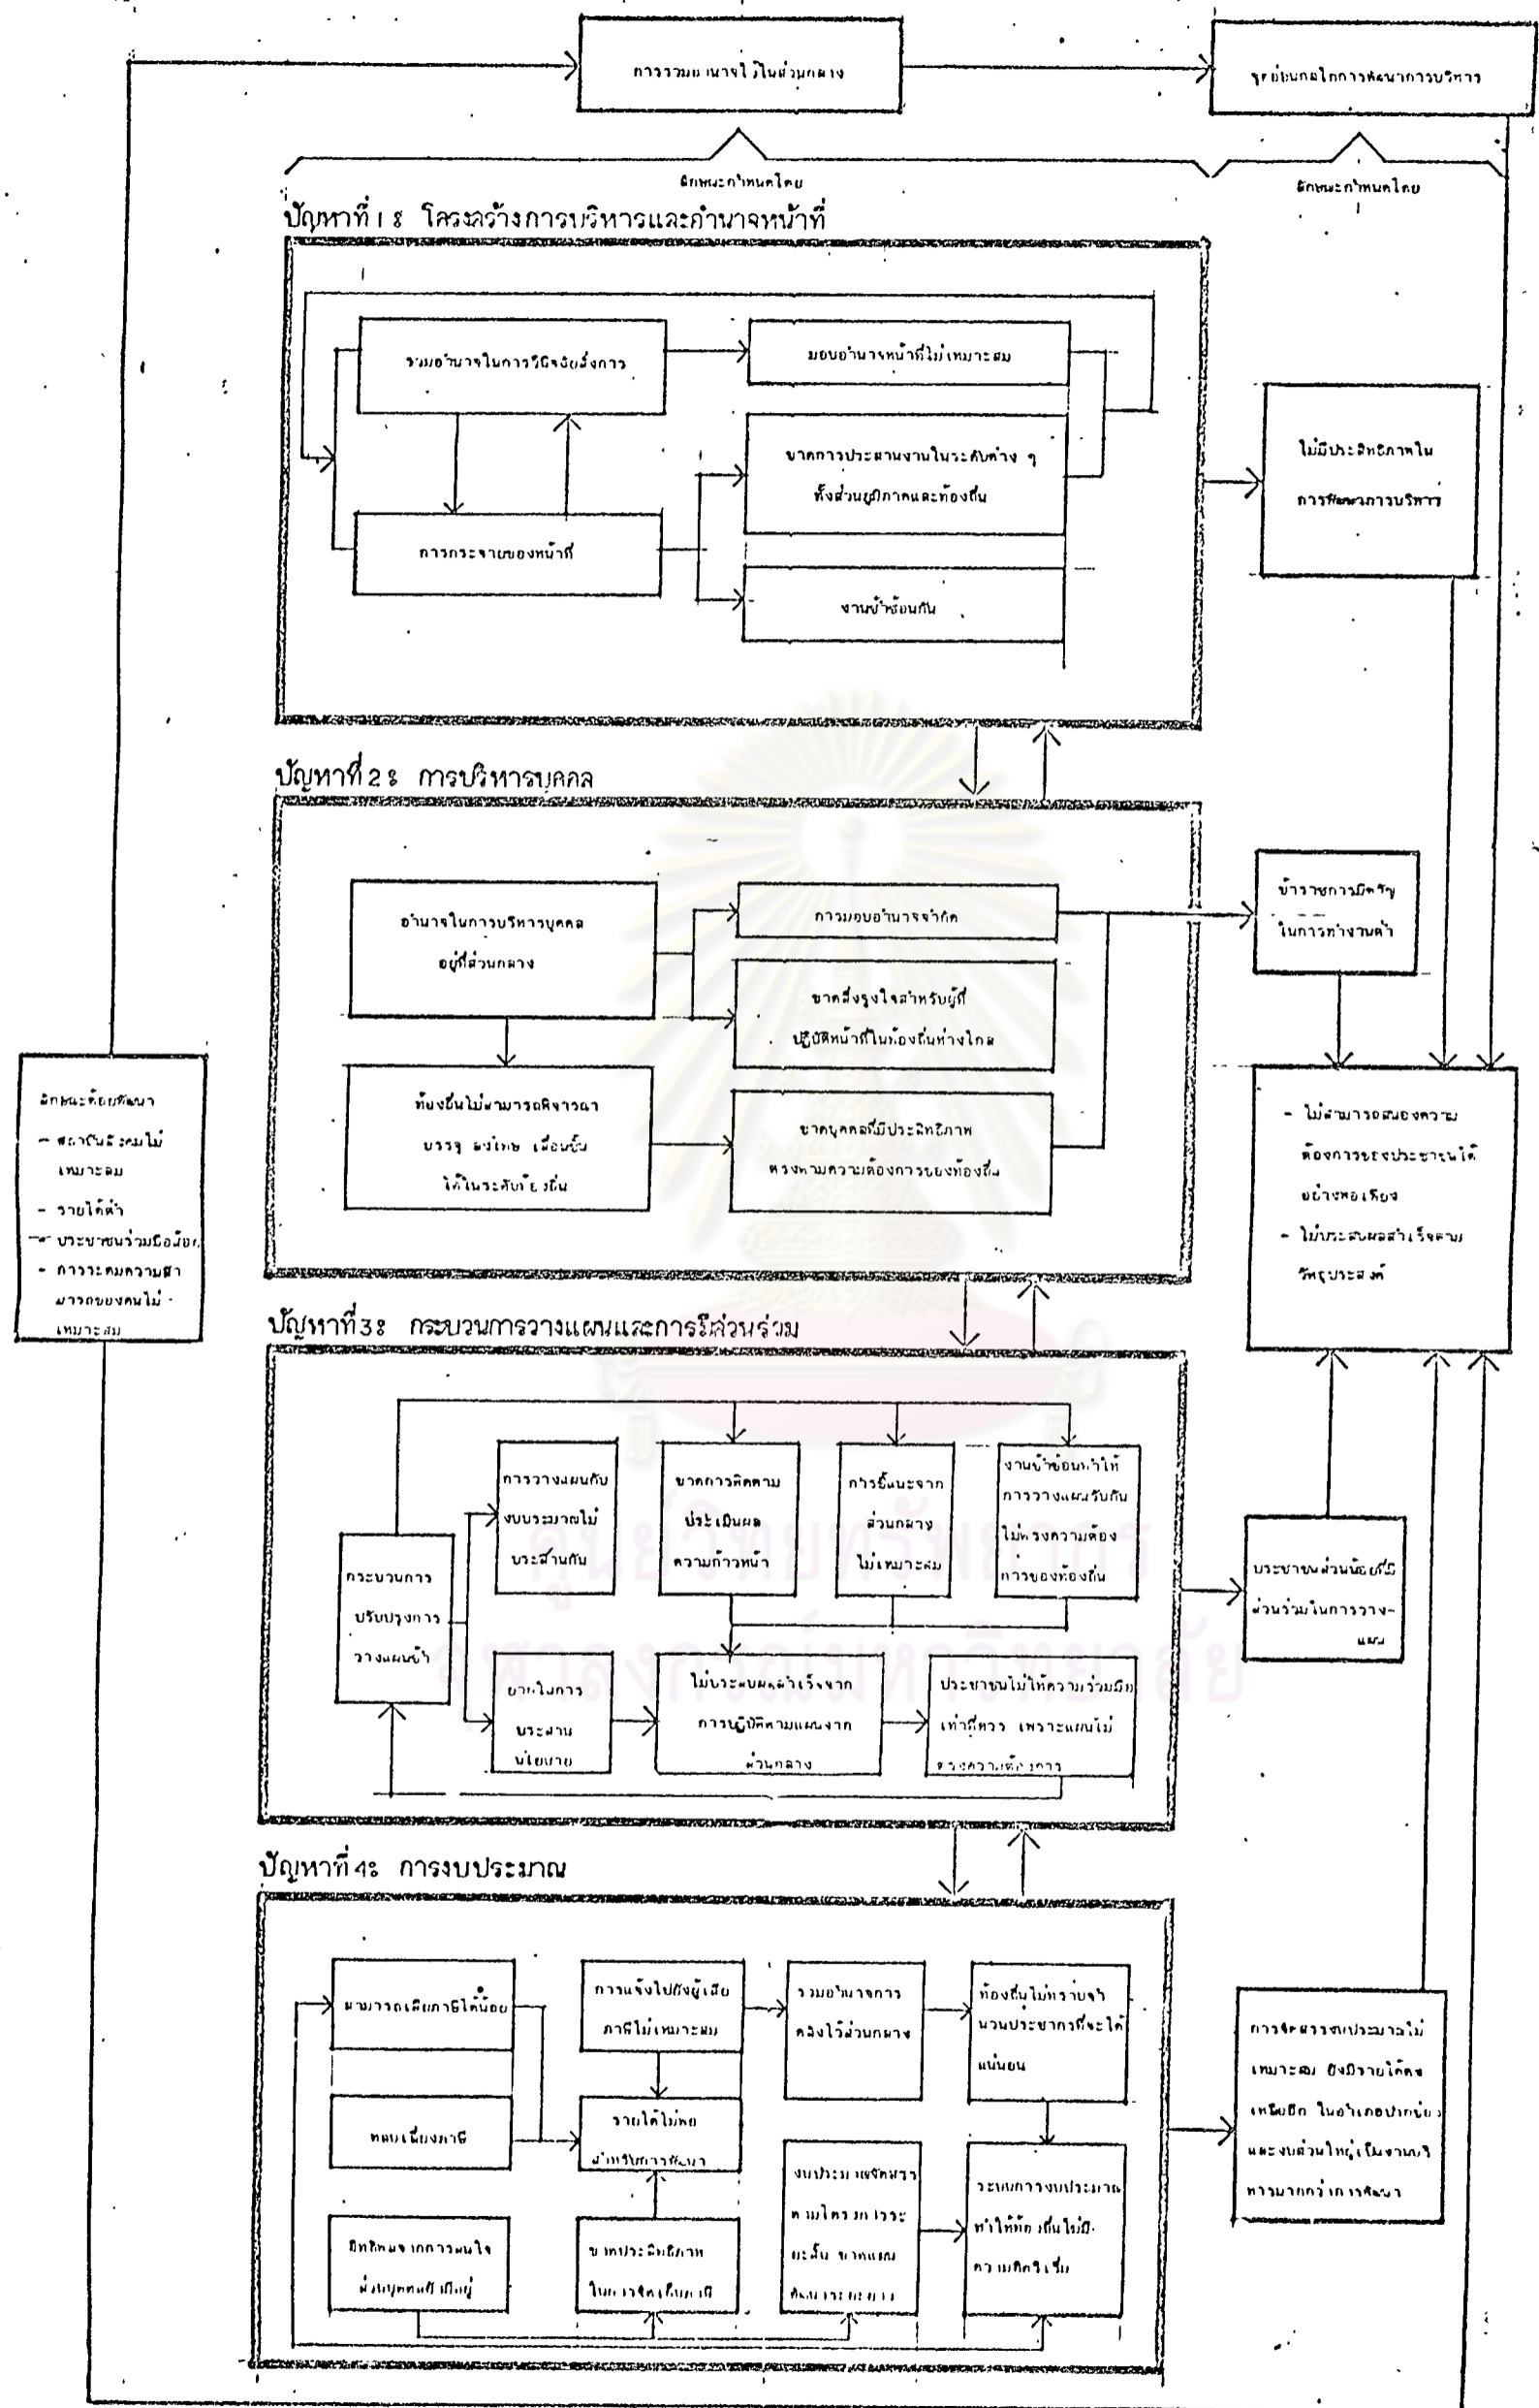 การรวมอำนาจไว้ในส่วนกลาง
จุดอ่อนกลไกการพัฒนาการบริหาร
ลักษณะกำหนดโดย
ลักษณะกำหนดโดย
ปัญหาที่ 1 : โครงสร้างการบริหารและอำนาจหน้าที่
รวมอำนาจในการวินิจฉัยสั่งการ
มอบอำนาจหน้าที่ไม่เหมาะสม
ขาดการประสานงานในระดับต่าง ๆ
ทั้งส่วนภูมิภาคและท้องถิ่น
การกระจายของหน้าที่
งานซ้ำซ้อนกัน
ไม่มีประสิทธิภาพใน
การพัฒนาการบริหาร
ปัญหาที่ 2 : การบริหารบุคคล
อำนาจในการบริหารบุคคล
อยู่ที่ส่วนกลาง
การมอบอำนาจจำกัด
ขาดสิ่งจูงใจสำหรับผู้ที่
ปฏิบัติหน้าที่ในท้องถิ่นห่างไกล
ท้องถิ่นไม่สามารถพิจารณา
บรรจุ ลงโทษ เลื่อนขั้น
ได้ในระดับท้องถิ่น
ขาดบุคคลที่มีประสิทธิภาพ
ตรงตามความต้องการของท้องถิ่น
ข้าราชการมีขวัญ
ในการทำงานต่ำ
ลักษณะด้อยพัฒนา
- สถาบันสังคมไม่
เหมาะสม
- รายได้ต่ำ
- ประชาชนร่วมมือน้อย
- การระดมความสา
มารถของคนไม่
เหมาะสม
- ไม่สามารถสนองความ
ต้องการของประชาชนได้
อย่างพอเพียง
- ไม่ประสบผลสำเร็จตาม
วัตถุประสงค์
ปัญหาที่ 3 : กระบวนการวางแผนและการมีส่วนร่วม
การวางแผนกับ
งบประมาณไม่
ประสานกัน
ขาดการติดตาม
ประเมินผล
ความก้าวหน้า
การชี้แนะจาก
ส่วนกลาง
ไม่เหมาะสม
งานซ้ำซ้อนทำให้
การวางแผนรับกัน
ไม่ตรงความต้อง
การของท้องถิ่น
กระบวนการ
ปรับปรุงการ
วางแผนช้า
ยากในการ
ประสาน
นโยบาย
ไม่ประสบผลสำเร็จจาก
การปฏิบัติตามแผนจาก
ส่วนกลาง
ประชาชนไม่ให้ความร่วมมือ
เท่าที่ควร เพราะแผนไม่
ตรงความต้องการ
ประชาชนส่วนน้อยที่มี
ส่วนร่วมในการวาง-
แผน
ปัญหาที่ 4 : การงบประมาณ
สามารถเสียภาษีได้น้อย
การแจ้งไปยังผู้เสีย
ภาษีไม่เหมาะสม
รวมอำนาจการ
คลังไว้ส่วนกลาง
ท้องถิ่นไม่ทราบจำ
นวนประชากรที่จะได้
แน่นอน
หลบเลี่ยงภาษี
รายได้ไม่พอ
สำหรับการพัฒนา
งบประมาณจัดสรร
ตามโครงการระ
ยะสั้น ขาดแผน
พัฒนาระยะยาว
ระบบการงบประมาณ
ทำให้ท้องถิ่นไม่มี
ความคิดริเริ่ม
อิทธิพลจากการสนใจ
ขาดประสิทธิภาพ
ในการจัดเก็บภาษี
การจัดสรรงบประมาณไม่
เหมาะสม ยังมีรายได้คง
และงบส่วนใหญ่เป็นงานบริ
หารมากกว่าการพัฒนา